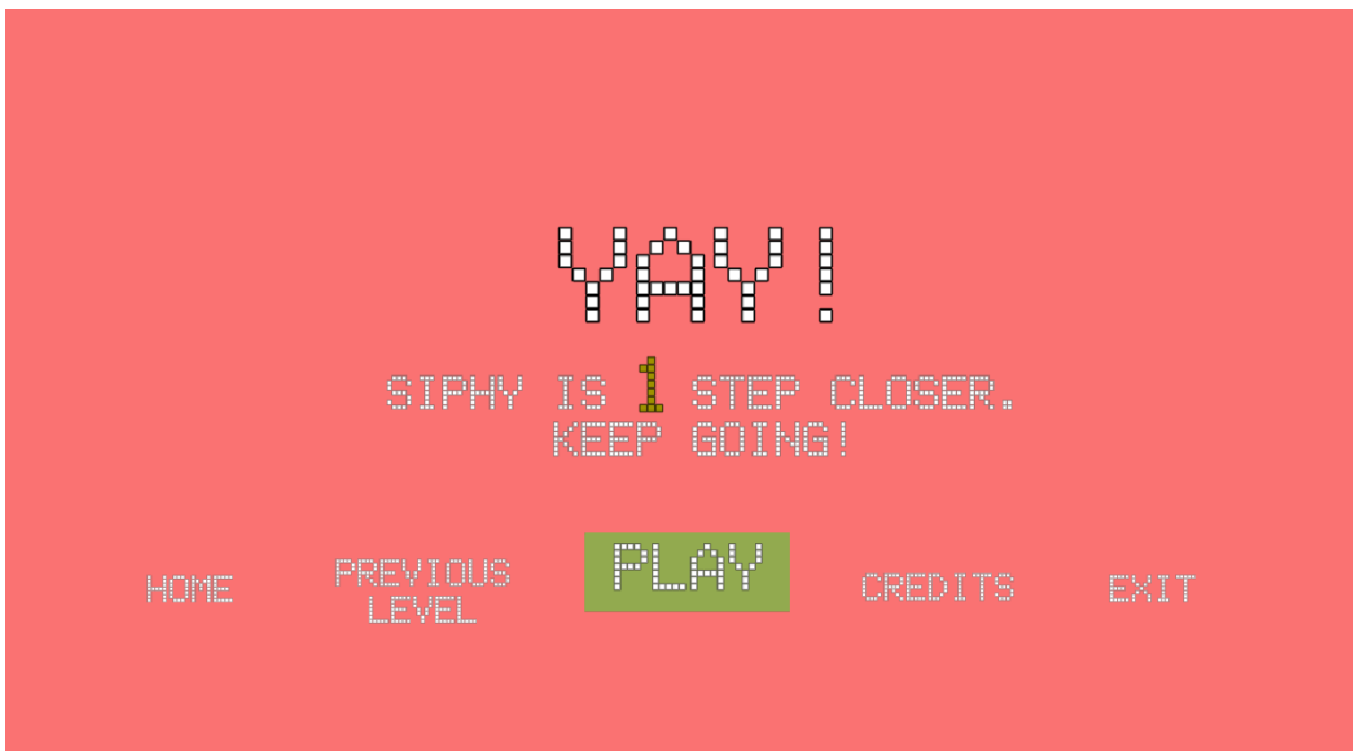 YAY!
SIPHY IS 1 STEP CLOSER.
KEEP GOING!
HOME
PREVIOUS
LEVEL
PLAY
CREDITS
EXIT